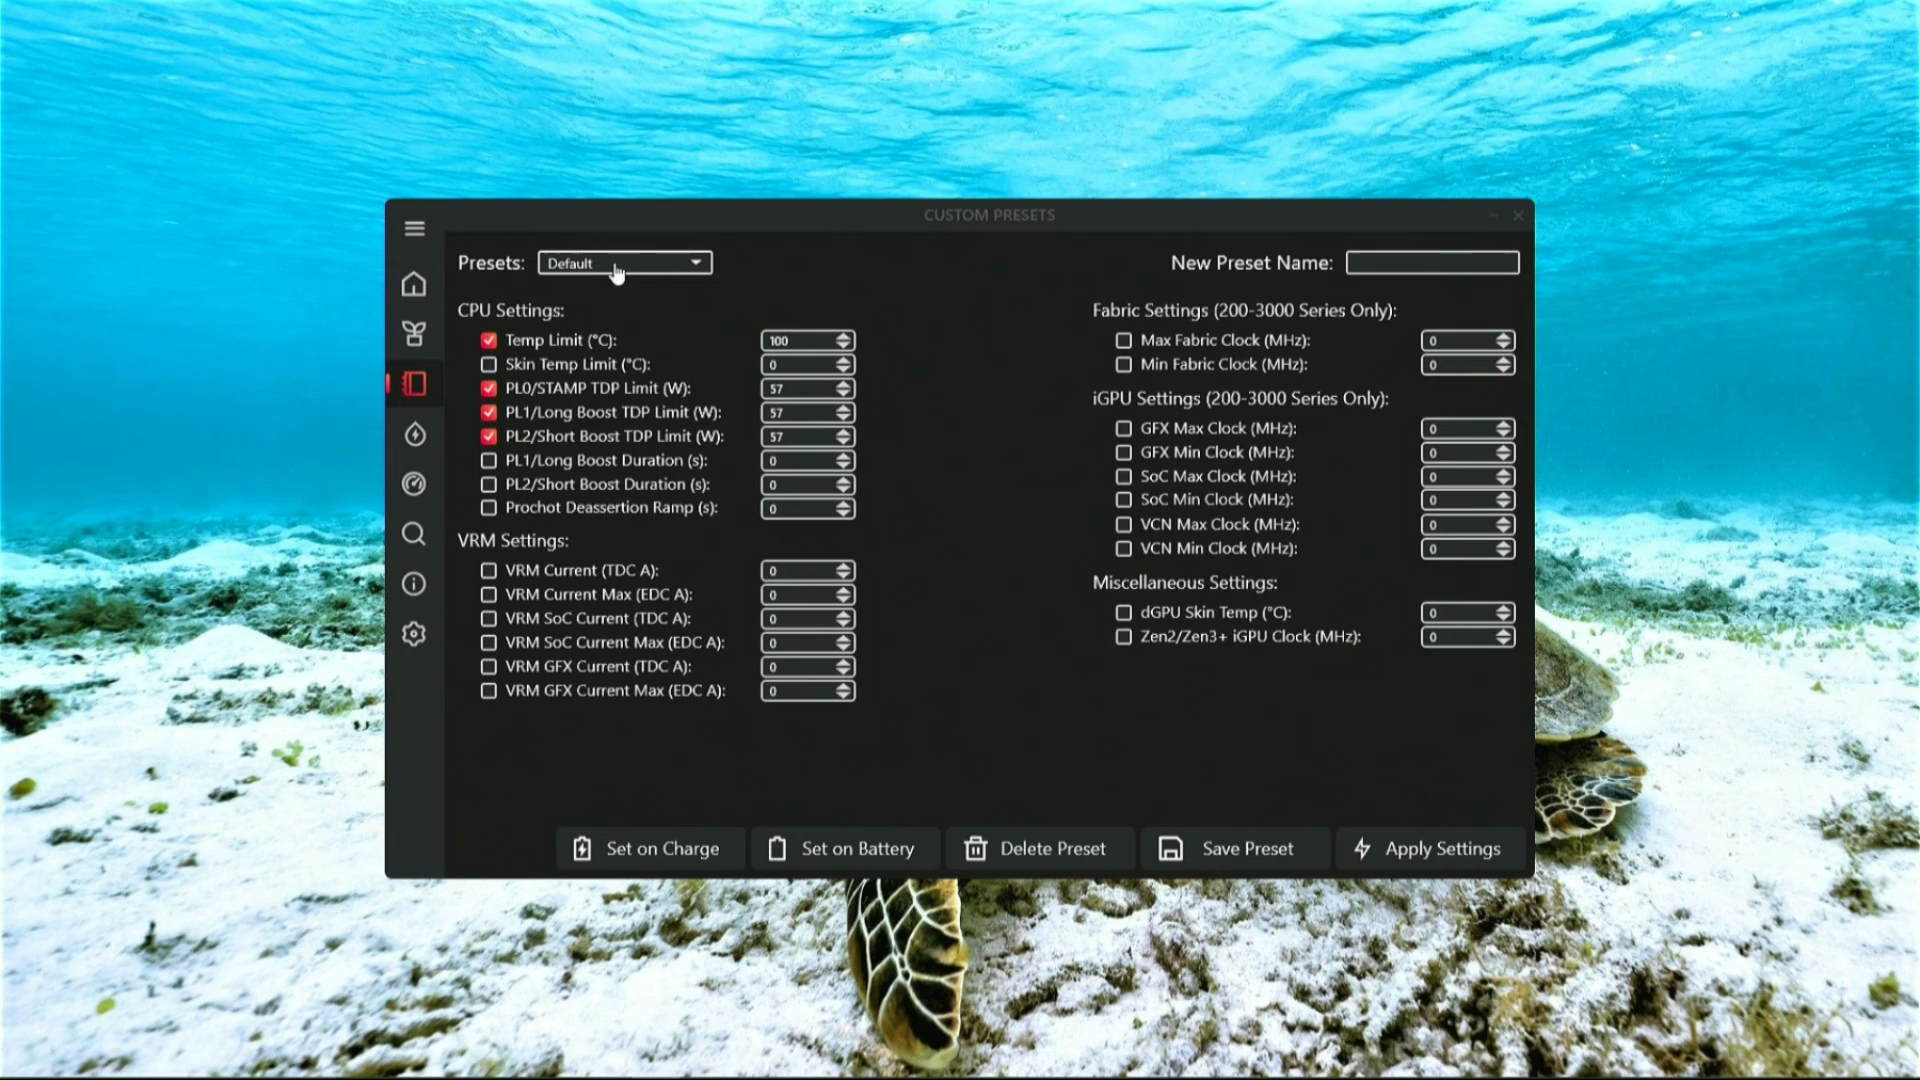 CUSTOM PRESETS
Presets: Default
New Preset Name:
CPU Settings:
Temp Limit (°C): 100
Skin Temp Limit (°C): 0
PL0/STAMP TDP Limit (W): 57
PL1/Long Boost TDP Limit (W): 57
PL2/Short Boost TDP Limit (W): 57
PL1/Long Boost Duration (s): 0
PL2/Short Boost Duration (s): 0
Prochot Deassertion Ramp (s): 0
VRM Settings:
VRM Current (TDC A): 0
VRM Current Max (EDC A): 0
VRM SoC Current (TDC A): 0
VRM SoC Current Max (EDC A): 0
VRM GFX Current (TDC A): 0
VRM GFX Current Max (EDC A): 0
Fabric Settings (200-3000 Series Only):
Max Fabric Clock (MHz): 0
Min Fabric Clock (MHz): 0
iGPU Settings (200-3000 Series Only):
GFX Max Clock (MHz): 0
GFX Min Clock (MHz): 0
SoC Max Clock (MHz): 0
SoC Min Clock (MHz): 0
VCN Max Clock (MHz): 0
VCN Min Clock (MHz): 0
Miscellaneous Settings:
dGPU Skin Temp (°C): 0
Zen2/Zen3+ iGPU Clock (MHz): 0
Set on Charge
Set on Battery
Delete Preset
Save Preset
Apply Settings